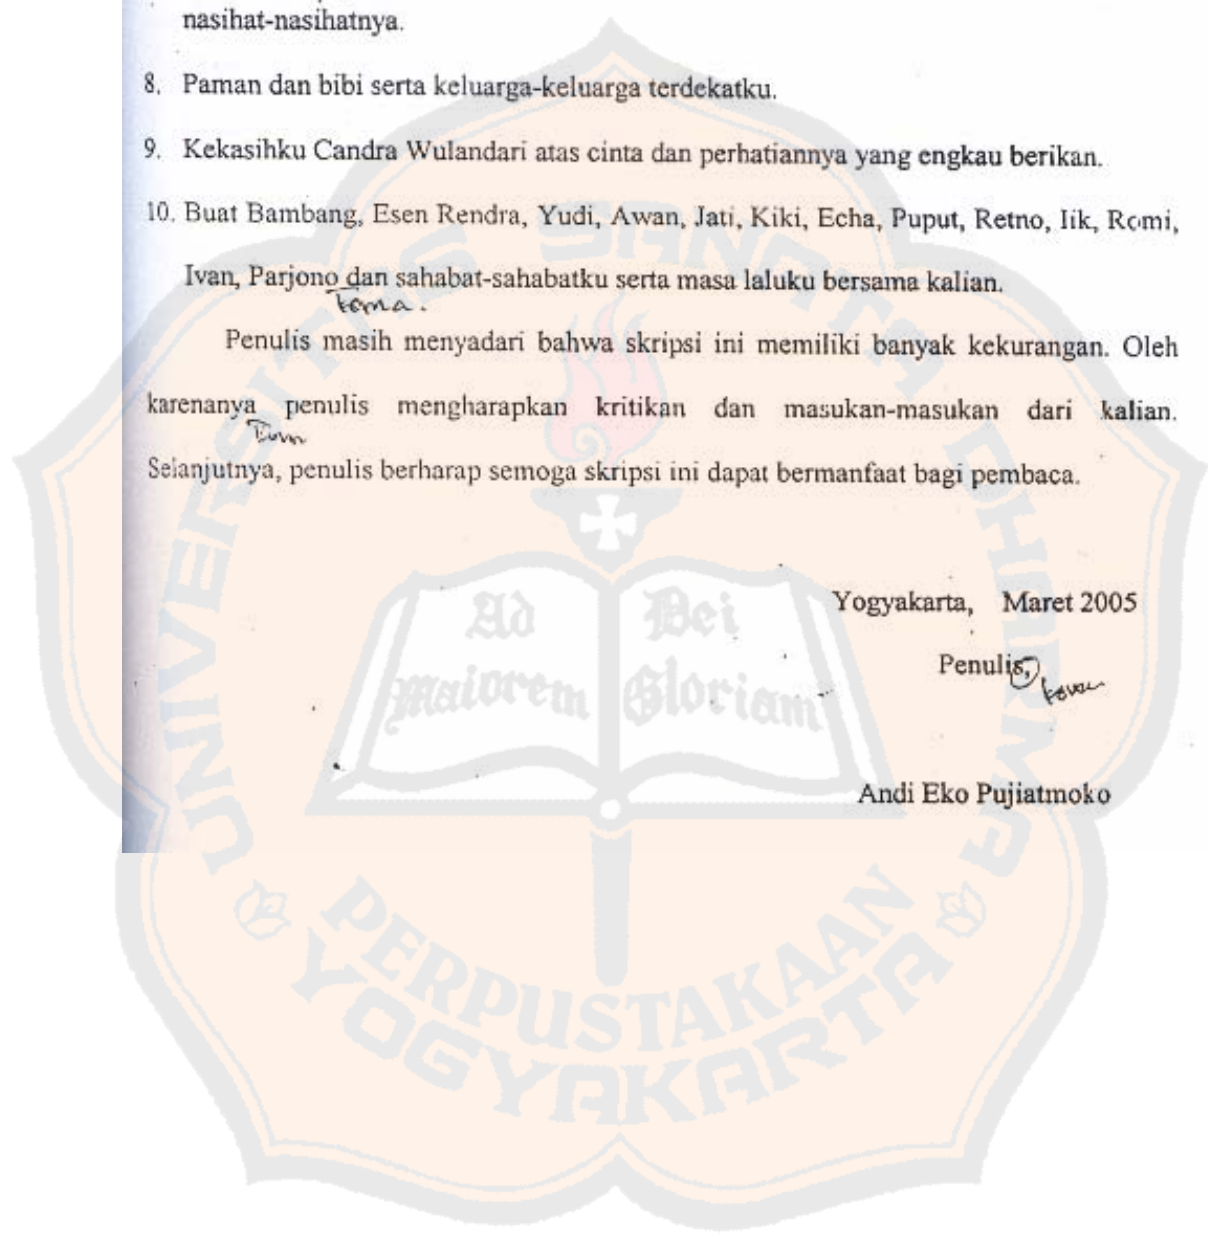 nasihat-nasihatnya.
8. Paman dan bibi serta keluarga-keluarga terdekatku.
9. Kekasihku Candra Wulandari atas cinta dan perhatiannya yang engkau berikan.
10. Buat Bambang, Esen Rendra, Yudi, Awan, Jati, Kiki, Echa, Puput, Retno, Iik, Romi,
Ivan, Parjono dan sahabat-sahabatku serta masa laluku bersama kalian.
koma.
Penulis masih menyadari bahwa skripsi ini memiliki banyak kekurangan. Oleh
karenanya penulis mengharapkan kritikan dan masukan-masukan dari kalian.
Selanjutnya, penulis berharap semoga skripsi ini dapat bermanfaat bagi pembaca.
Yogyakarta, Maret 2005
Penulis,
Andi Eko Pujiatmoko
UNIVERSITAS SANATA DHARMA
Ad Dei
Maiorem Gloriam
PERPUSTAKAAN
YOGYAKARTA